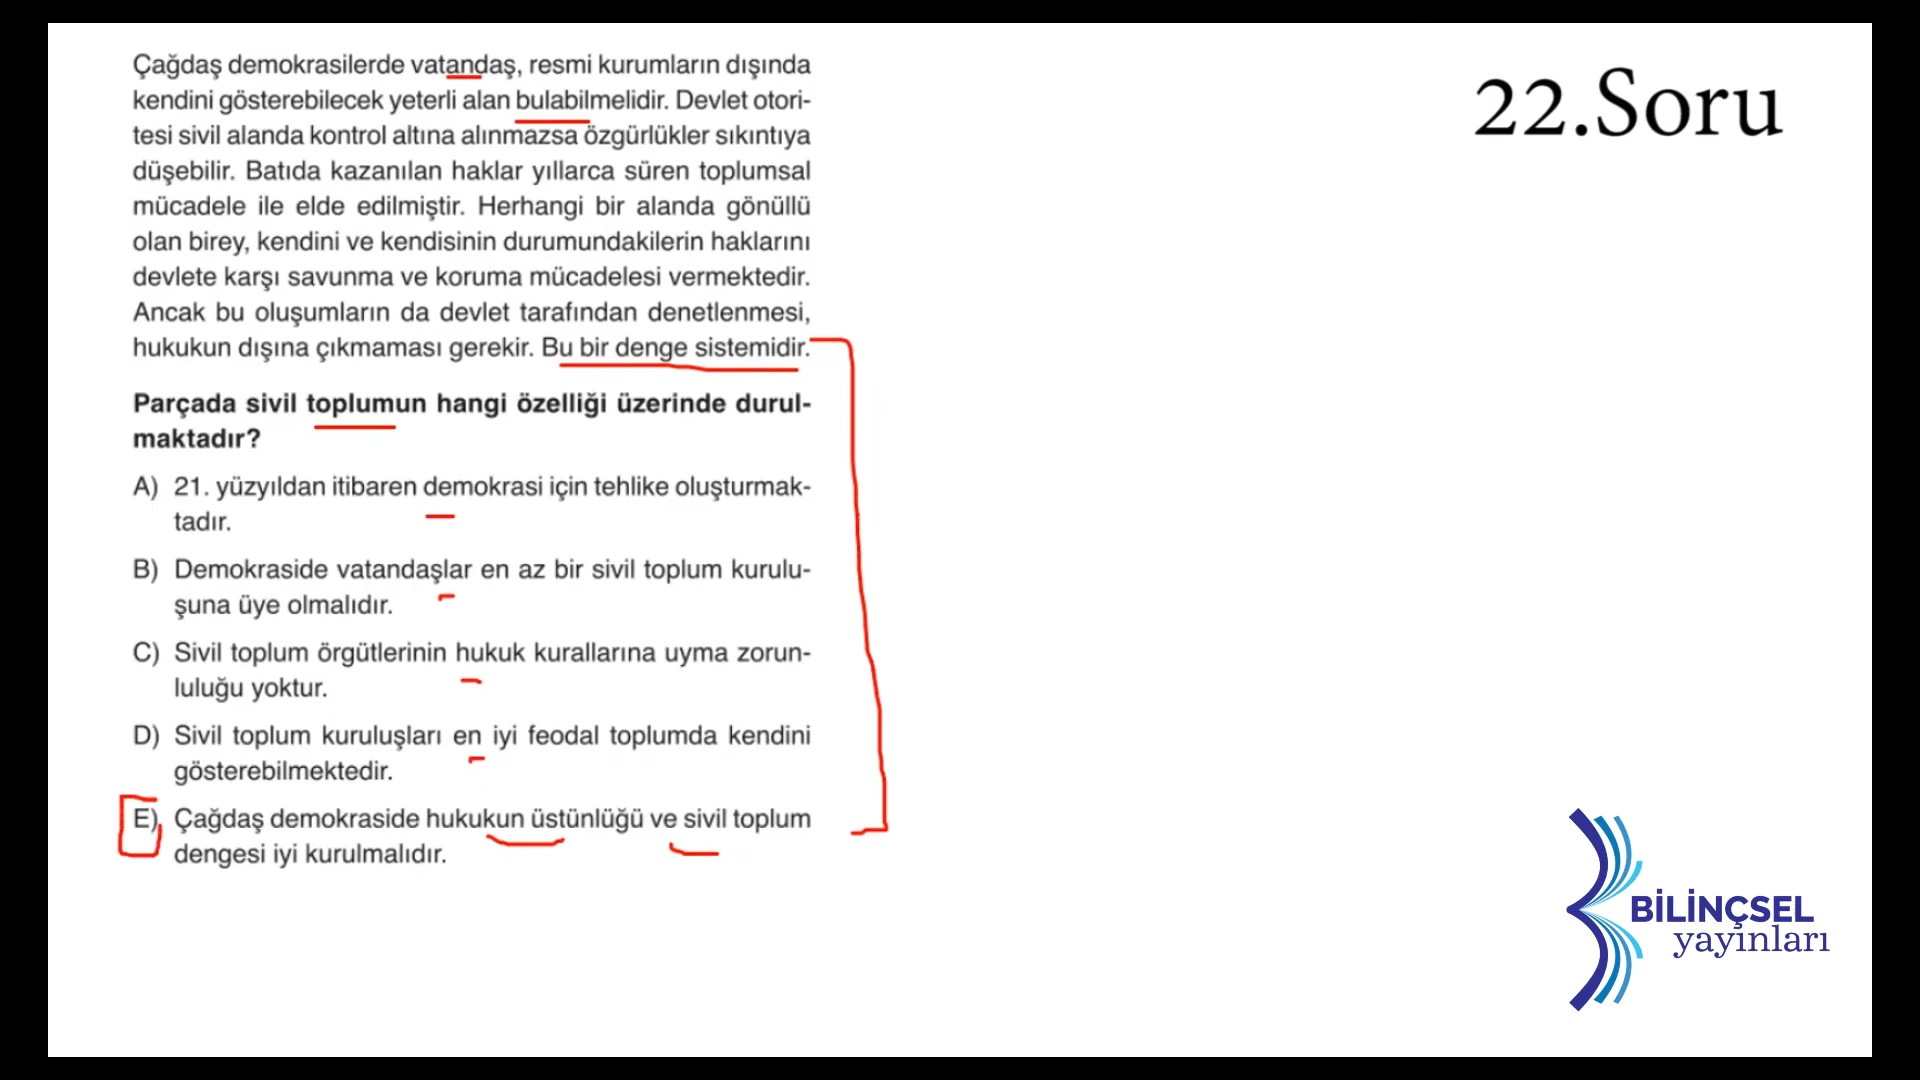 Çağdaş demokrasilerde vatandaş, resmi kurumların dışında
kendini gösterebilecek yeterli alan bulabilmelidir. Devlet otori-
tesi sivil alanda kontrol altına alınmazsa özgürlükler sıkıntıya
düşebilir. Batıda kazanılan haklar yıllarca süren toplumsal
mücadele ile elde edilmiştir. Herhangi bir alanda gönüllü
olan birey, kendini ve kendisinin durumundakilerin haklarını
devlete karşı savunma ve koruma mücadelesi vermektedir.
Ancak bu oluşumların da devlet tarafından denetlenmesi,
hukukun dışına çıkmaması gerekir. Bu bir denge sistemidir.
Parçada sivil toplumun hangi özelliği üzerinde durul-
maktadır?
A) 21. yüzyıldan itibaren demokrasi için tehlike oluşturmak-
tadır.
B) Demokraside vatandaşlar en az bir sivil toplum kurulu-
şuna üye olmalıdır.
C) Sivil toplum örgütlerinin hukuk kurallarına uyma zorun-
luluğu yoktur.
D) Sivil toplum kuruluşları en iyi feodal toplumda kendini
gösterebilmektedir.
E) Çağdaş demokraside hukukun üstünlüğü ve sivil toplum
dengesi iyi kurulmalıdır.
22.Soru
BİLİNÇSEL
yayınları